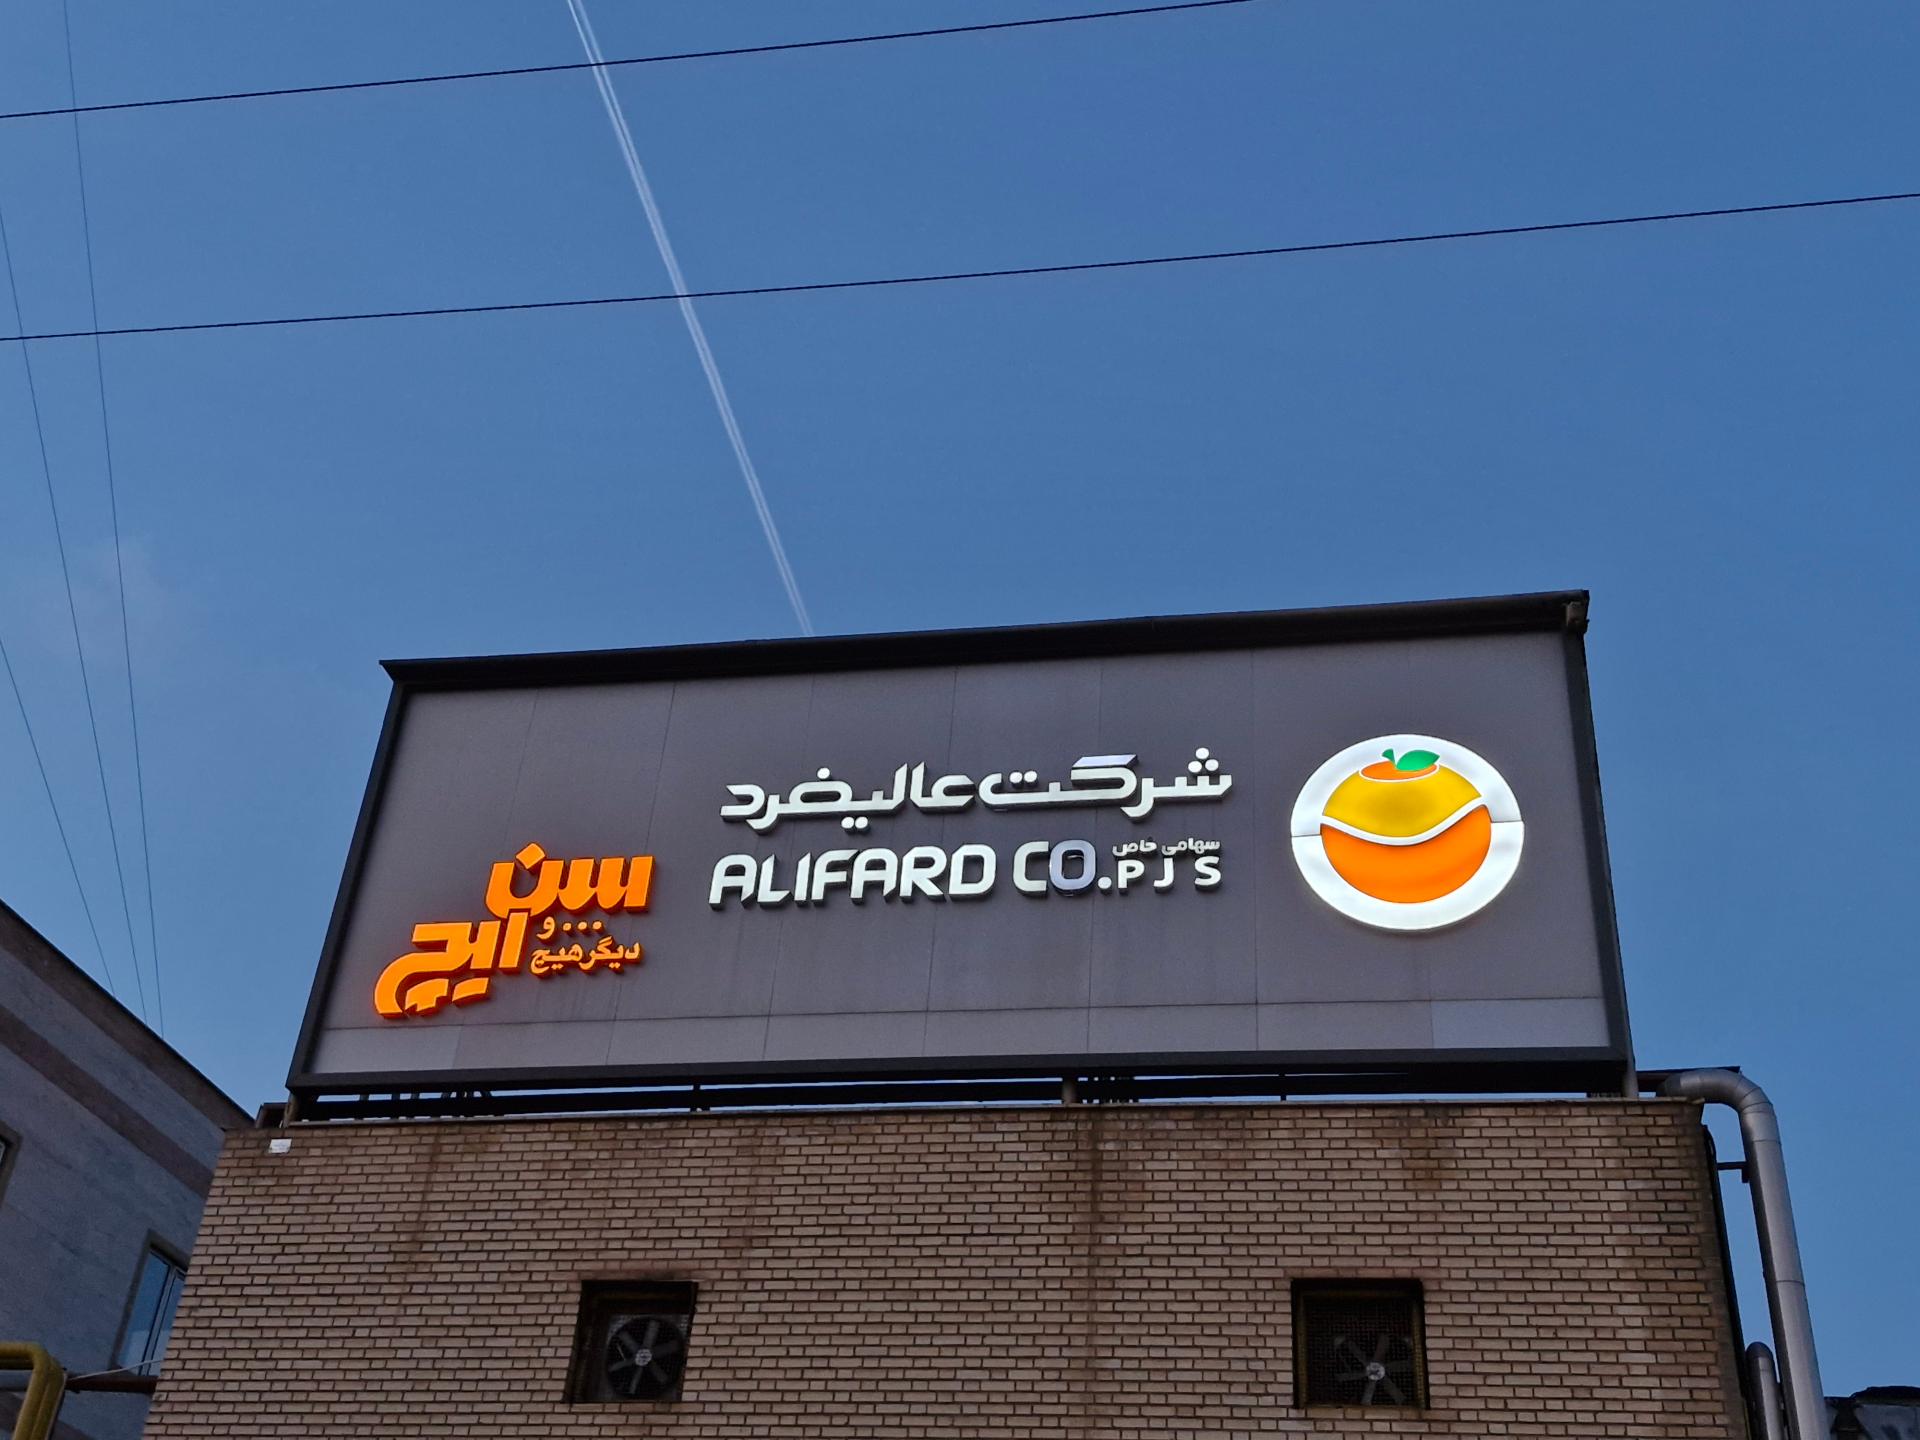 شرکت عالیفرد
سهامی خاص
ALIFARD CO.PJS
سن
ایچ
و...
دیگر هیچ